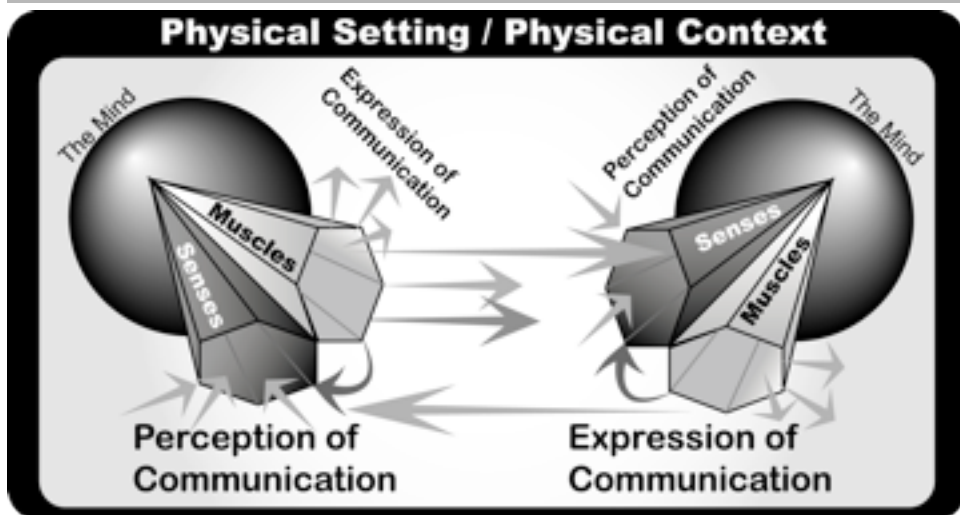 Physical Setting / Physical Context
The Mind
Expression of
Communication
Muscles
Senses
Perception of
Communication
Perception of
Communication
The Mind
Senses
Muscles
Expression of
Communication